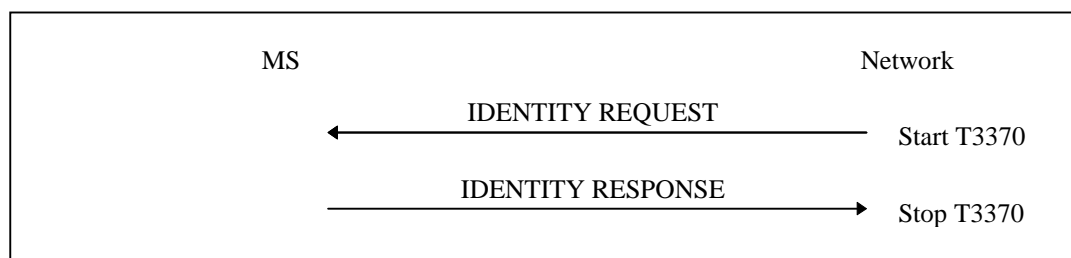 MS Network
IDENTITY REQUEST
Start T3370
IDENTITY RESPONSE
Stop T3370